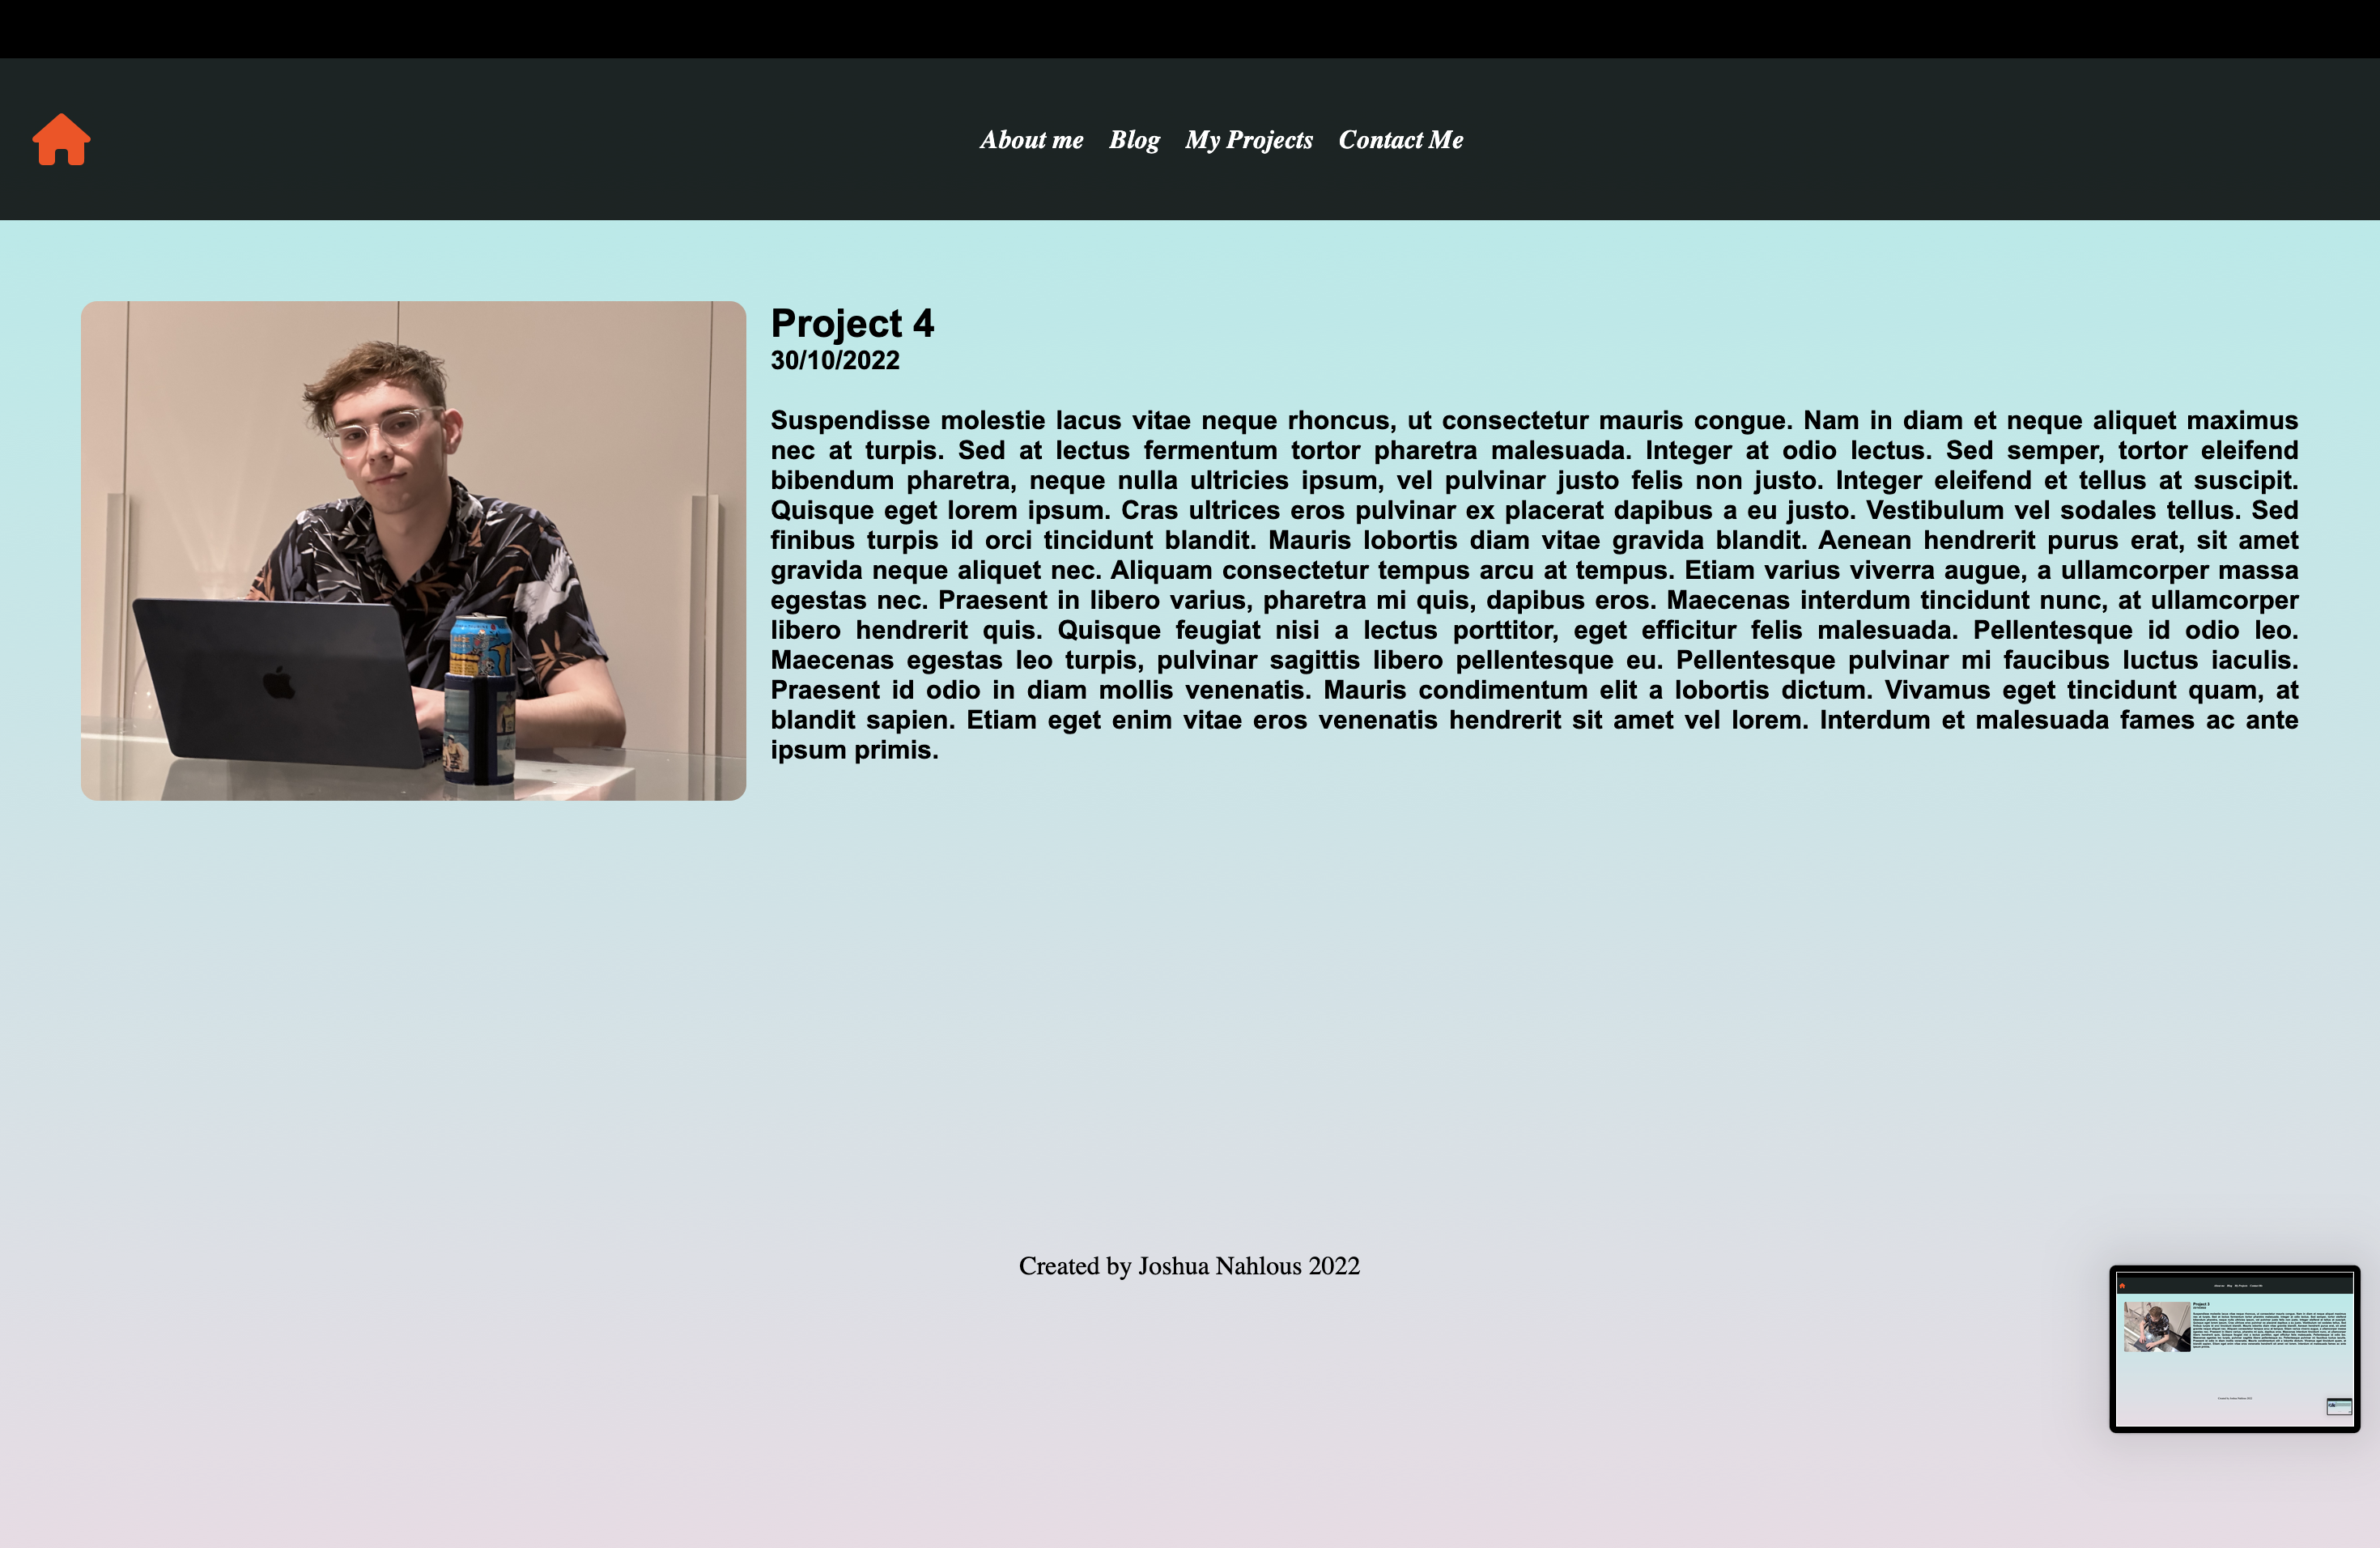 About me Blog My Projects Contact Me
Project 4
30/10/2022
Suspendisse molestie lacus vitae neque rhoncus, ut consectetur mauris congue. Nam in diam et neque aliquet maximus
nec at turpis. Sed at lectus fermentum tortor pharetra malesuada. Integer at odio lectus. Sed semper, tortor eleifend
bibendum pharetra, neque nulla ultricies ipsum, vel pulvinar justo felis non justo. Integer eleifend et tellus at suscipit.
Quisque eget lorem ipsum. Cras ultrices eros pulvinar ex placerat dapibus a eu justo. Vestibulum vel sodales tellus. Sed
finibus turpis id orci tincidunt blandit. Mauris lobortis diam vitae gravida blandit. Aenean hendrerit purus erat, sit amet
gravida neque aliquet nec. Aliquam consectetur tempus arcu at tempus. Etiam varius viverra augue, a ullamcorper massa
egestas nec. Praesent in libero varius, pharetra mi quis, dapibus eros. Maecenas interdum tincidunt nunc, at ullamcorper
libero hendrerit quis. Quisque feugiat nisi a lectus porttitor, eget efficitur felis malesuada. Pellentesque id odio leo.
Maecenas egestas leo turpis, pulvinar sagittis libero pellentesque eu. Pellentesque pulvinar mi faucibus luctus iaculis.
Praesent id odio in diam mollis venenatis. Mauris condimentum elit a lobortis dictum. Vivamus eget tincidunt quam, at
blandit sapien. Etiam eget enim vitae eros venenatis hendrerit sit amet vel lorem. Interdum et malesuada fames ac ante
ipsum primis.
Created by Joshua Nahlous 2022
Project 3